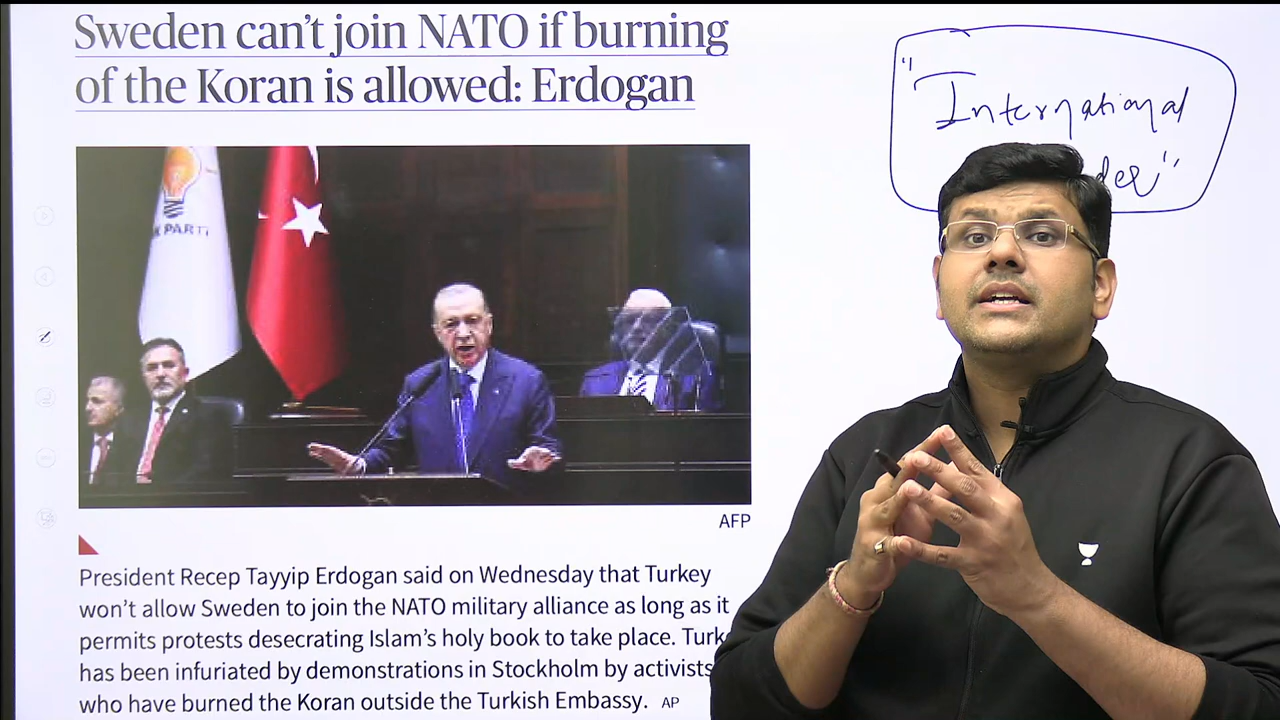 Sweden can't join NATO if burning
of the Koran is allowed: Erdogan
"International
der"
K PARTi
AFP
President Recep Tayyip Erdogan said on Wednesday that Turkey
won't allow Sweden to join the NATO military alliance as long as it
permits protests desecrating Islam's holy book to take place. Turke
has been infuriated by demonstrations in Stockholm by activists
who have burned the Koran outside the Turkish Embassy. AP